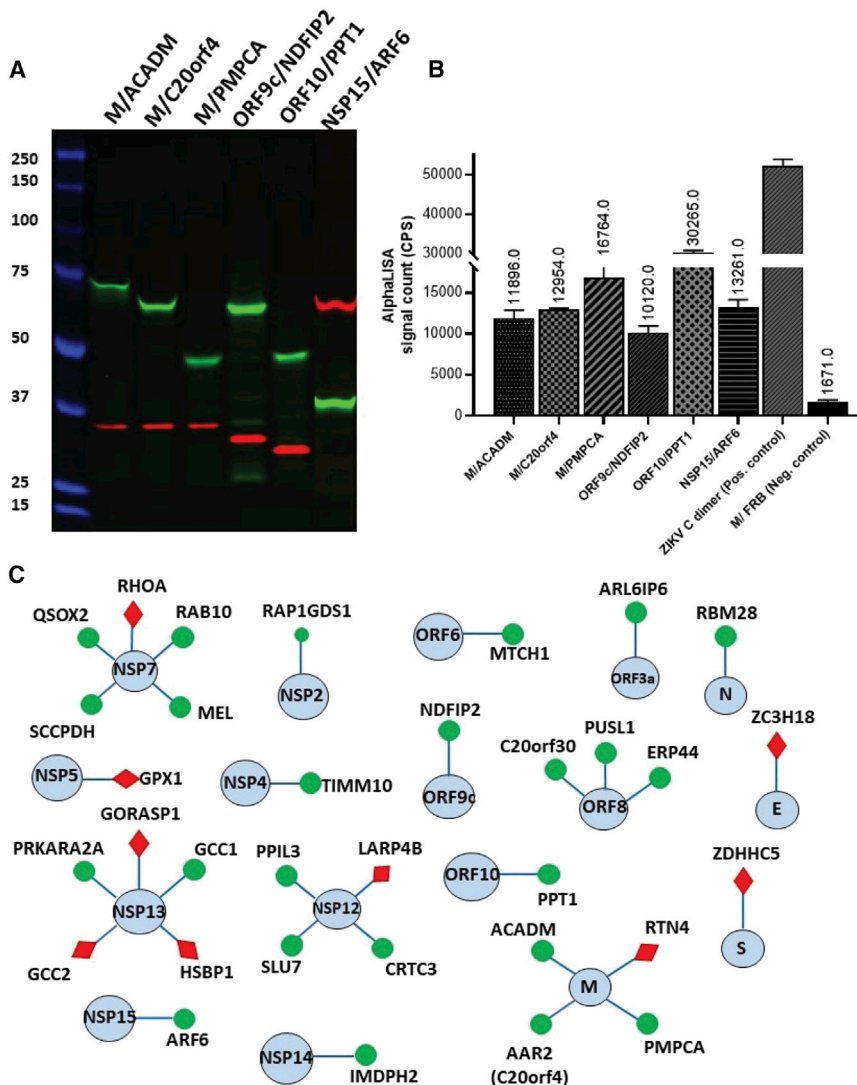 A
M/ACADM
M/C20orf4
M/PMPCA
ORF9c/NDFIP2
ORF10/PPT1
NSP15/ARF6
250
150
100
75
50
37
25
15
B
AlphaLISA
signal count (CPS)
50000
40000
30000
15000
10000
5000
0
11896.0
12954.0
16764.0
10120.0
30265.0
13261.0
1671.0
M/ACADM
M/C20orf4
M/PMPCA
ORF9c/NDFIP2
ORF10/PPT1
NSP15/ARF6
ZIKV C dimer (Pos. control)
M/ FRB (Neg. control)
C
RHOA
QSOX2
RAB10
NSP7
SCCPDH
MEL
RAP1GDS1
NSP2
ORF6
MTCH1
ARL6IP6
ORF3a
RBM28
N
NSP5
GPX1
NSP4
TIMM10
NDFIP2
ORF9c
C20orf30
PUSL1
ERP44
ORF8
ZC3H18
E
GORASP1
PRKARA2A
GCC1
NSP13
GCC2
HSBP1
PPIL3
LARP4B
NSP12
SLU7
CRTC3
ORF10
PPT1
ZDHHC5
S
ACADM
RTN4
M
AAR2
(C20orf4)
PMPCA
NSP15
ARF6
NSP14
IMDPH2